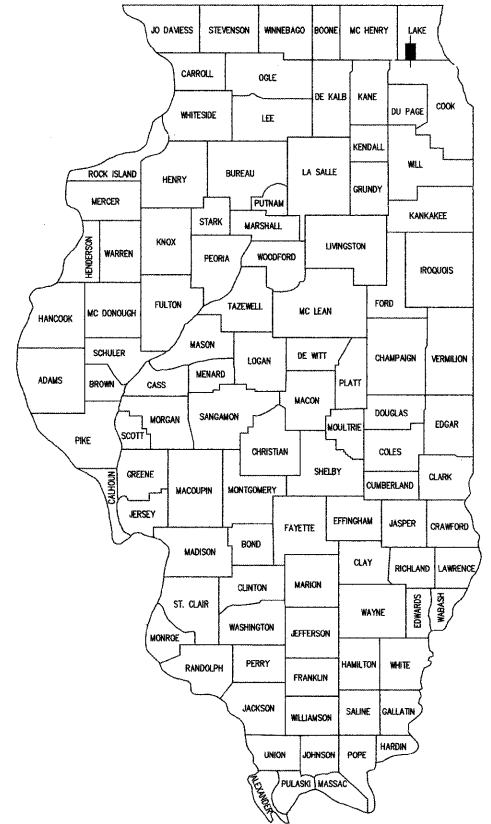 JO DAVIESS
STEVENSON
WINNEBAGO
BOONE
MC HENRY
LAKE
CARROLL
OGLE
DE KALB
KANE
COOK
DU PAGE
WHITESIDE
LEE
KENDALL
WILL
ROCK ISLAND
HENRY
BUREAU
LA SALLE
GRUNDY
MERCER
PUTNAM
STARK
MARSHALL
KANKAKEE
HENDERSON
WARREN
KNOX
PEORIA
WOODFORD
LIVINGSTON
IROQUOIS
HANCOOK
MC DONOUGH
FULTON
TAZEWELL
MC LEAN
FORD
SCHULER
MASON
LOGAN
DE WITT
CHAMPAIGN
VERMILION
ADAMS
BROWN
CASS
MENARD
PLATT
MACON
PIKE
SCOTT
MORGAN
SANGAMON
MOULTRIE
DOUGLAS
EDGAR
CHRISTIAN
COLES
CALHOUN
GREENE
MACOUPIN
MONTGOMERY
SHELBY
CUMBERLAND
CLARK
JERSEY
FAYETTE
EFFINGHAM
JASPER
CRAWFORD
MADISON
BOND
CLAY
RICHLAND
LAWRENCE
ST. CLAIR
CLINTON
MARION
WAYNE
EDWARDS
WABASH
MONROE
WASHINGTON
JEFFERSON
RANDOLPH
PERRY
HAMILTON
WHITE
FRANKLIN
JACKSON
WILLIAMSON
SALINE
GALLATIN
UNION
JOHNSON
POPE
HARDIN
ALEXANDER
PULASKI
MASSAC